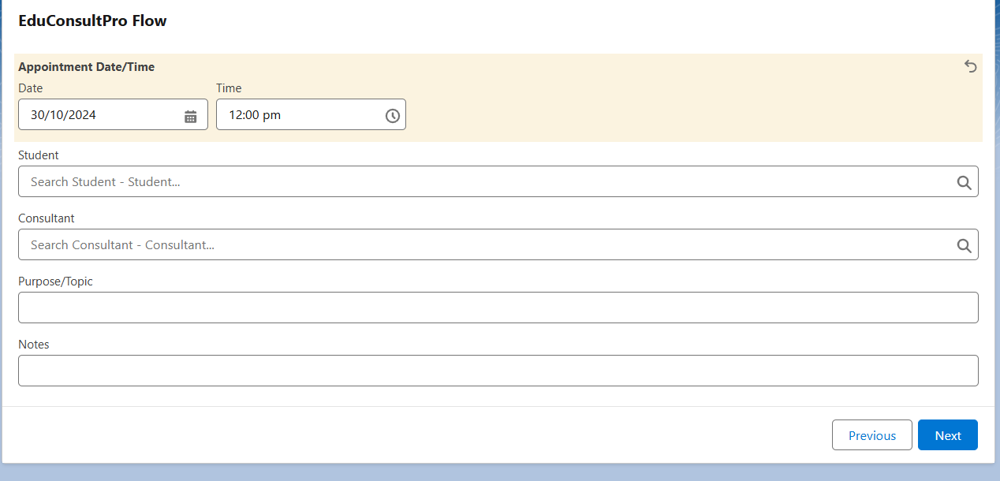 EduConsultPro Flow
Appointment Date/Time
Date Time
30/10/2024 12:00 pm
Student
Search Student - Student...
Consultant
Search Consultant - Consultant...
Purpose/Topic
Notes
Previous Next